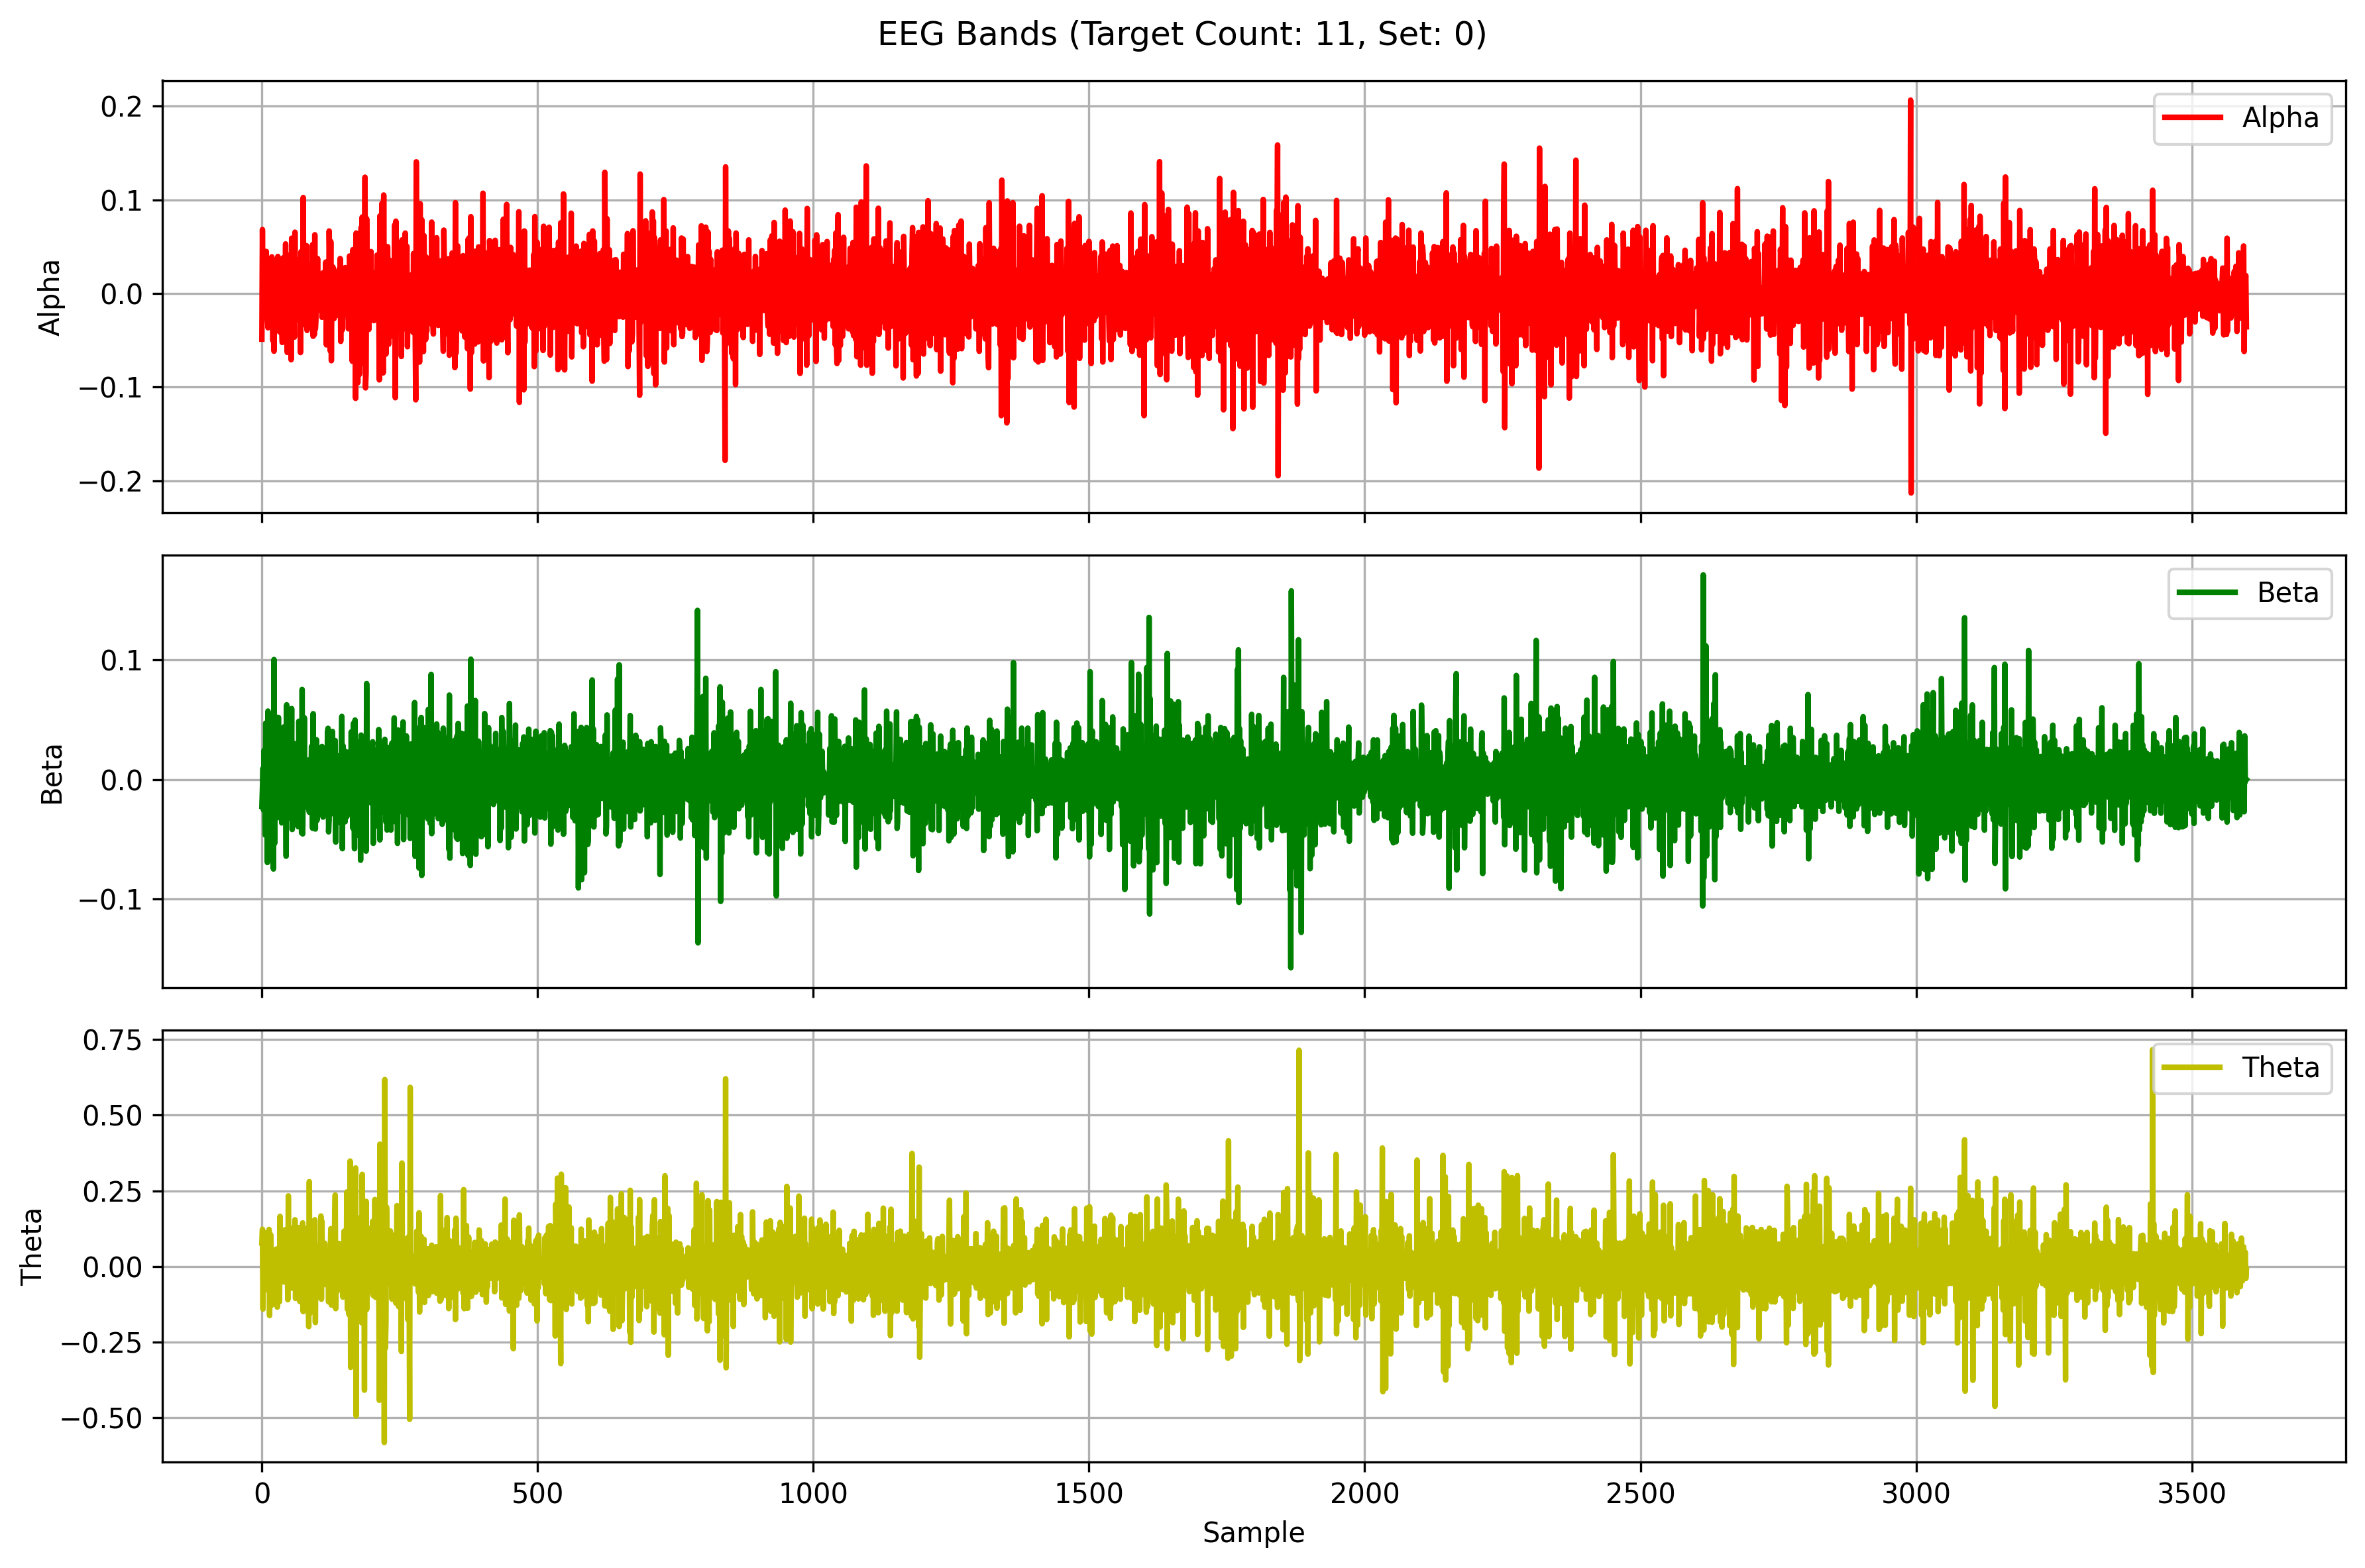 EEG Bands (Target Count: 11, Set: 0)
Alpha
0.2
0.1
0.0
−0.1
−0.2
Alpha
Beta
0.1
0.0
−0.1
Beta
Theta
0.75
0.50
0.25
0.00
−0.25
−0.50
Theta
0 500 1000 1500 2000 2500 3000 3500
Sample